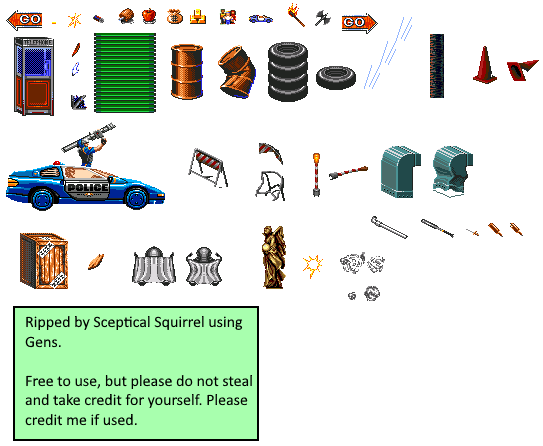 GO
GO
TELEPHONE
POLICE
Ripped by Sceptical Squirrel using
Gens.
Free to use, but please do not steal
and take credit for yourself. Please
credit me if used.